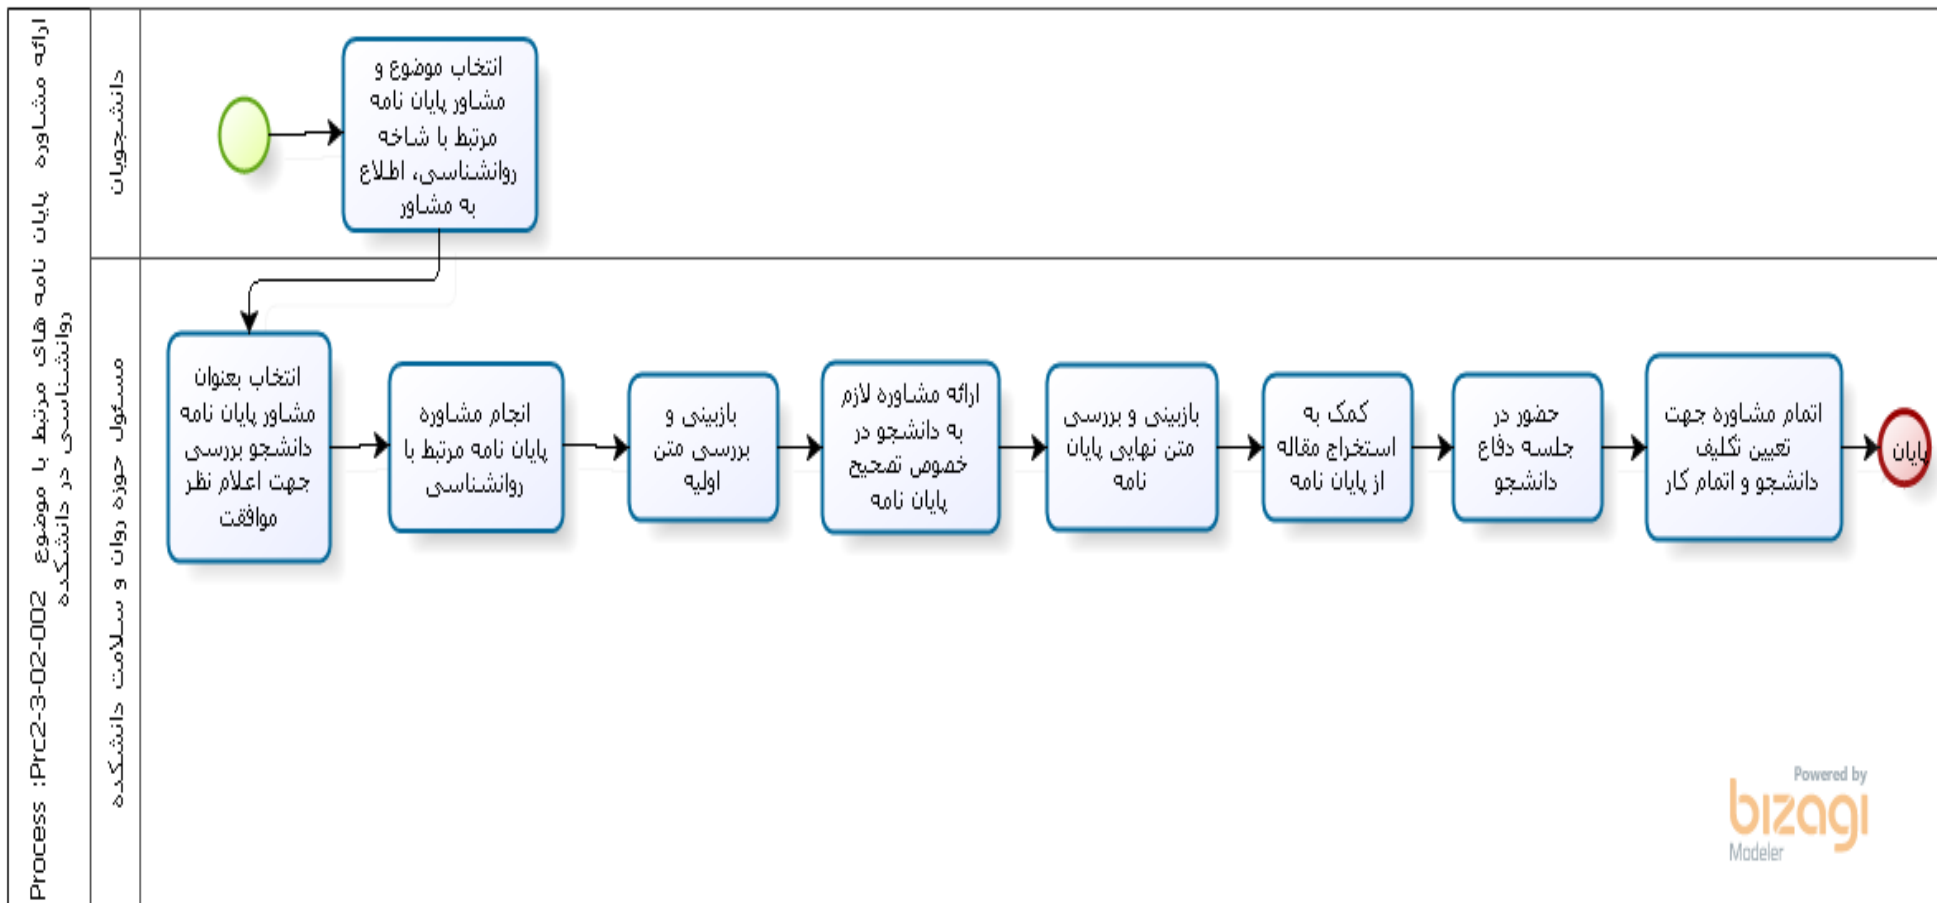 Process :Prc2-3-02-002 ارائه مشاوره پایان نامه های مرتبط با موضوع
روانشناسی در دانشکده
دانشجویان
انتخاب موضوع و
مشاور پایان نامه
مرتبط با شاخه
روانشناسی، اطلاع
به مشاور
مسئول حوزه روان و سلامت دانشکده
انتخاب بعنوان
مشاور پایان نامه
دانشجو بررسی
جهت اعلام نظر
موافقت
انجام مشاوره
پایان نامه مرتبط با
روانشناسی
بازبینی و
بررسی متن
اولیه
ارائه مشاوره لازم
به دانشجو در
خصوص تصحیح
پایان نامه
بازبینی و بررسی
متن نهایی پایان
نامه
کمک به
استخراج مقاله
از پایان نامه
حضور در
جلسه دفاع
دانشجو
اتمام مشاوره جهت
تعیین تکلیف
دانشجو و اتمام کار
پایان
Powered by
bizagi
Modeler